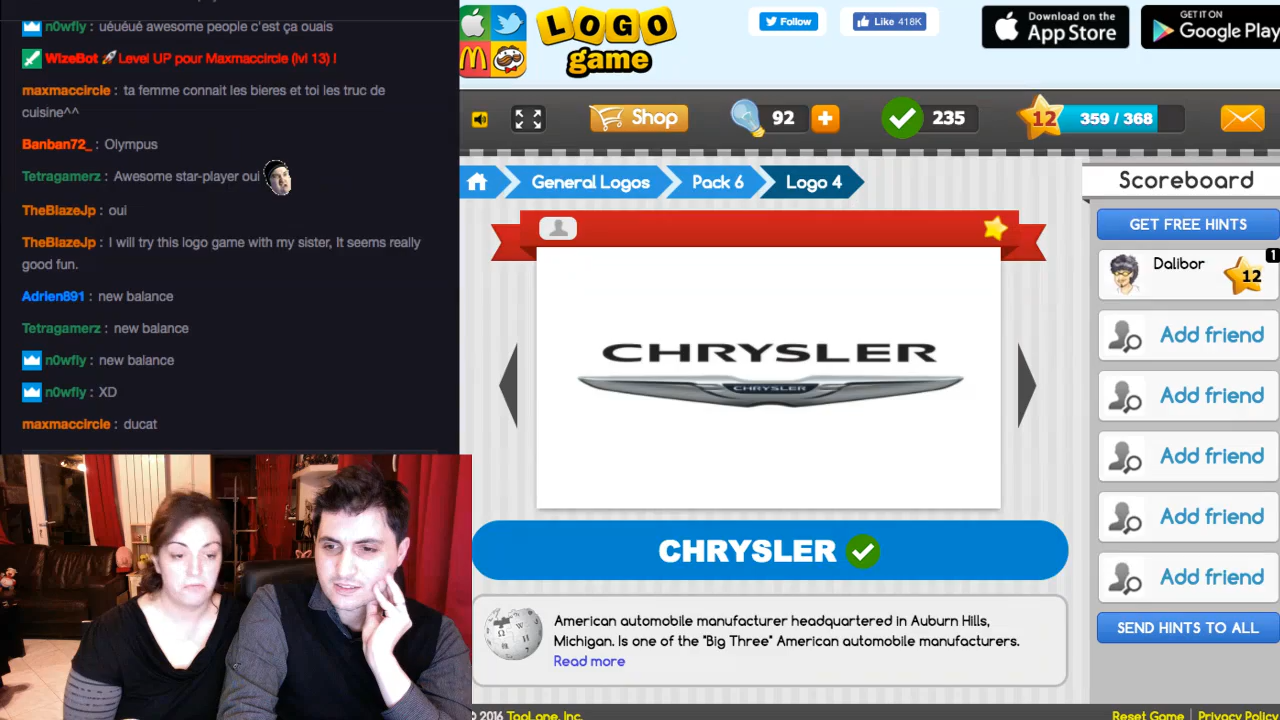 n0wfly : uéuéué awesome people c'est ça ouais
WizeBot 🚀Level UP pour Maxmaccircle (lvl 13) !
maxmaccircle : ta femme connait les bieres et toi les truc de
cuisine^^
Banban72_ : Olympus
Tetragamerz : Awesome star-player oui
TheBlazeJp : oui
TheBlazeJp : I will try this logo game with my sister, It seems really
good fun.
Adrien891 : new balance
Tetragamerz : new balance
n0wfly : new balance
n0wfly : XD
maxmaccircle : ducat
LOGO
game
Follow
Like 418K
Download on the
App Store
GET IT ON
Google Play
Shop
92
235
12
359 / 368
General Logos
Pack 6
Logo 4
CHRYSLER
CHRYSLER
CHRYSLER
American automobile manufacturer headquartered in Auburn Hills,
Michigan. Is one of the "Big Three" American automobile manufacturers.
Read more
Scoreboard
GET FREE HINTS
Dalibor
12
1
Add friend
Add friend
Add friend
Add friend
Add friend
SEND HINTS TO ALL
© 2016 TapLane, Inc.
Reset Game | Privacy Policy